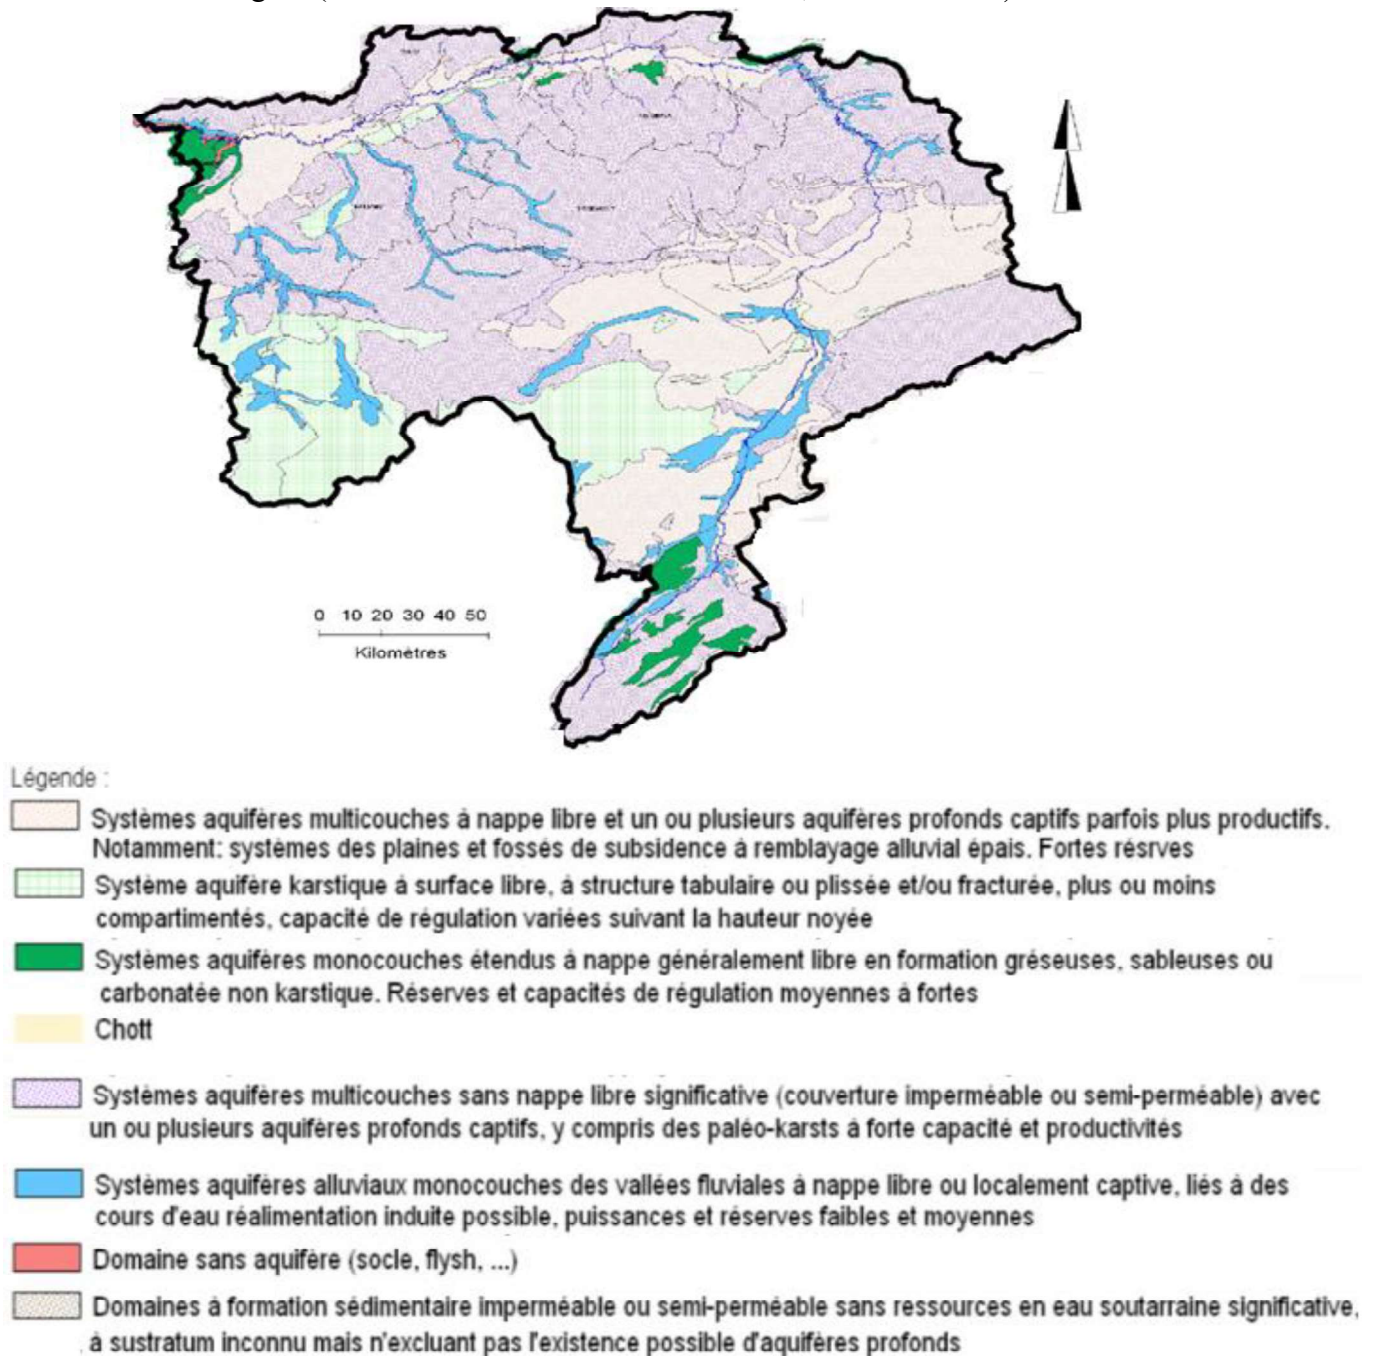 0 10 20 30 40 50
Kilomètres
Légende :
Systèmes aquifères multicouches à nappe libre et un ou plusieurs aquifères profonds captifs parfois plus productifs.
Notamment: systèmes des plaines et fossés de subsidence à remblayage alluvial épais. Fortes résrves
Système aquifère karstique à surface libre, à structure tabulaire ou plissée et/ou fracturée, plus ou moins
compartimentés, capacité de régulation variées suivant la hauteur noyée
Systèmes aquifères monocouches étendus à nappe généralement libre en formation gréseuses, sableuses ou
carbonatée non karstique. Réserves et capacités de régulation moyennes à fortes
Chott
Systèmes aquifères multicouches sans nappe libre significative (couverture imperméable ou semi-perméable) avec
un ou plusieurs aquifères profonds captifs, y compris des paléo-karsts à forte capacité et productivités
Systèmes aquifères alluviaux monocouches des vallées fluviales à nappe libre ou localement captive, liés à des
cours d'eau réalimentation induite possible, puissances et réserves faibles et moyennes
Domaine sans aquifère (socle, flysh, ...)
Domaines à formation sédimentaire imperméable ou semi-perméable sans ressources en eau soutarraine significative,
à sustratum inconnu mais n'excluant pas l'existence possible d'aquifères profonds